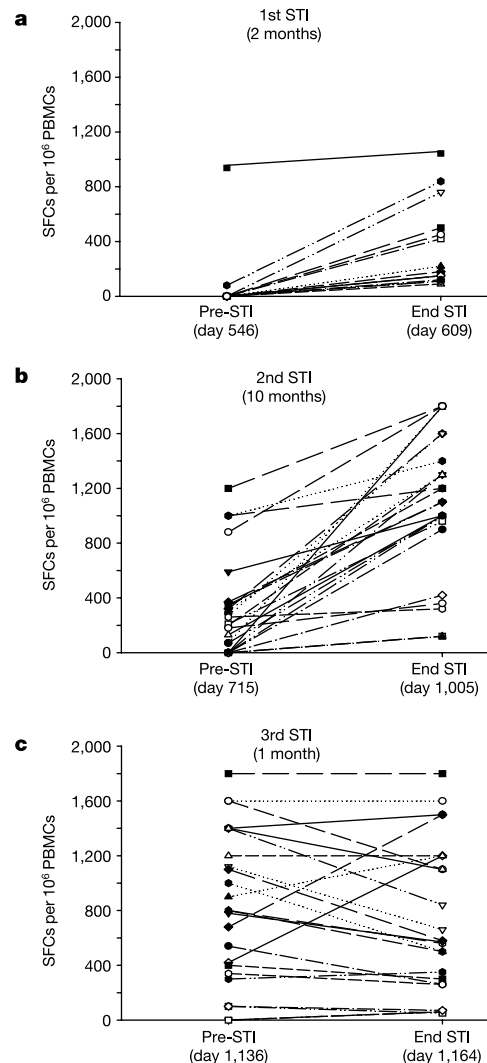 a
1st STI
(2 months)
2,000
1,600
1,200
800
400
0
SFCs per 10⁶ PBMCs
Pre-STI
(day 546)
End STI
(day 609)
b
2nd STI
(10 months)
2,000
1,600
1,200
800
400
0
SFCs per 10⁶ PBMCs
Pre-STI
(day 715)
End STI
(day 1,005)
c
3rd STI
(1 month)
2,000
1,600
1,200
800
400
0
SFCs per 10⁶ PBMCs
Pre-STI
(day 1,136)
End STI
(day 1,164)